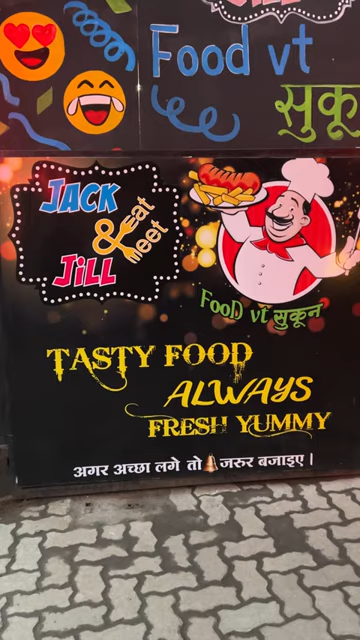 Food vt
सुकू
JACK
& Eat
Meet
JiLL
FooD vt सुकून
TASTY FOOD
ALWAYS
FRESH YUMMY
अगर अच्छा लगे तो जरुर बजाइए |